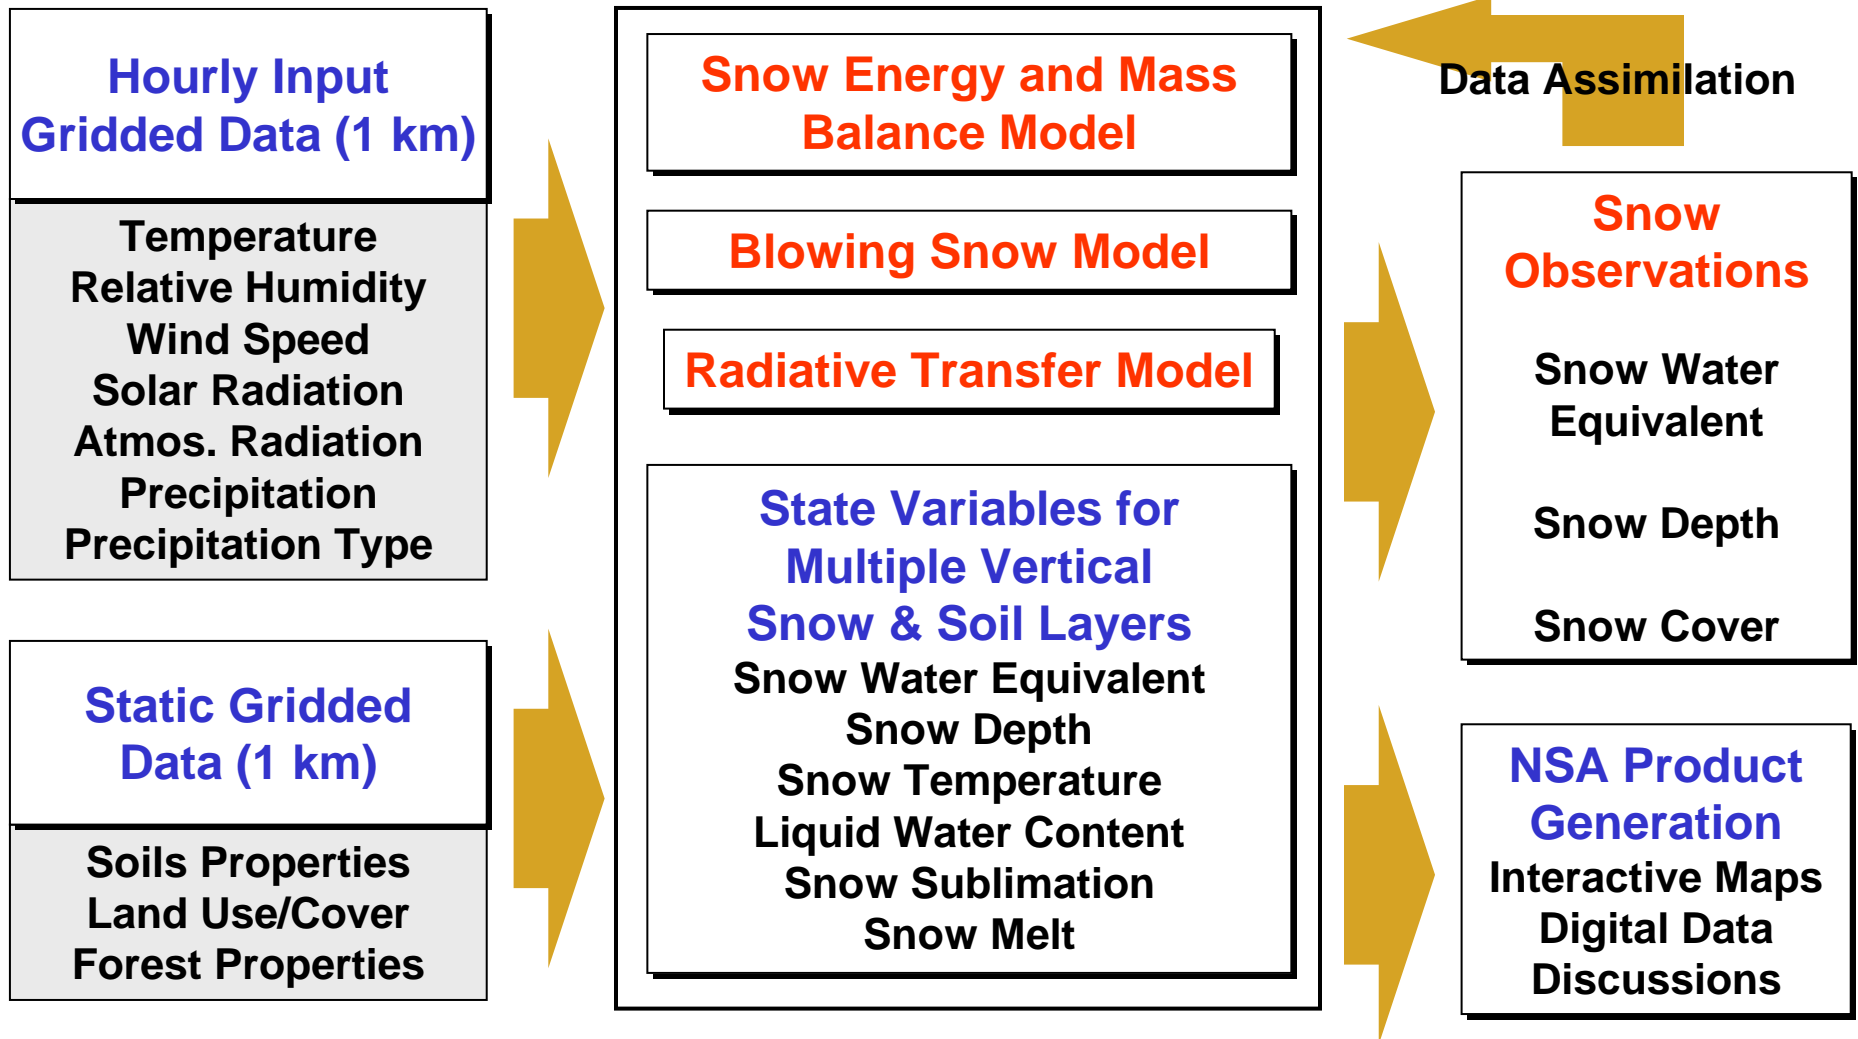 Hourly Input
Gridded Data (1 km)
Temperature
Relative Humidity
Wind Speed
Solar Radiation
Atmos. Radiation
Precipitation
Precipitation Type
Static Gridded
Data (1 km)
Soils Properties
Land Use/Cover
Forest Properties
Snow Energy and Mass
Balance Model
Blowing Snow Model
Radiative Transfer Model
State Variables for
Multiple Vertical
Snow & Soil Layers
Snow Water Equivalent
Snow Depth
Snow Temperature
Liquid Water Content
Snow Sublimation
Snow Melt
Data Assimilation
Snow
Observations
Snow Water
Equivalent
Snow Depth
Snow Cover
NSA Product
Generation
Interactive Maps
Digital Data
Discussions